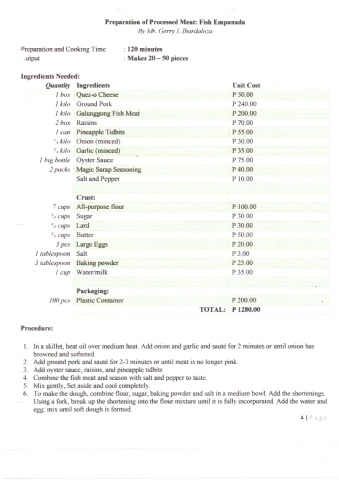 Preparation of Processed Meat: Fish Empanada
By Mr. Gerry I. Ibardaloza
Preparation and Cooking Time : 120 minutes
utput : Makes 20 – 50 pieces
Ingredients Needed:
Quantity Ingredients Unit Cost
1 box Quez-o Cheese P 50.00
1 kilo Ground Pork P 240.00
1 kilo Galunggong Fish Meat P 200.00
2 box Raisins P 70.00
1 can Pineapple Tidbits P 55.00
kilo Onion (minced) P 30.00
kilo Garlic (minced) P 35.00
1 big bottle Oyster Sauce P 75.00
2 packs Magic Sarap Seasoning P 40.00
Salt and Pepper P 10.00
Crust:
7 cups All-purpose flour P 100.00
cups Sugar P 30.00
cups Lard P 30.00
cups Butter P 50.00
3 pcs Large Eggs P 20.00
1 tablespoon Salt P 3.00
3 tablespoon Baking powder P 25.00
1 cup Water/milk P 35.00
Packaging:
100 pcs Plastic Container P 200.00
TOTAL: P 1280.00
Procedure:
1. In a skillet, heat oil over medium heat. Add onion and garlic and sauté for 2 minutes or until onion has
browned and softened.
2. Add ground pork and sauté for 2-3 minutes or until meat is no longer pink.
3. Add oyster sauce, raisins, and pineapple tidbits
4. Combine the fish meat and season with salt and pepper to taste.
5. Mix gently, Set aside and cool completely.
6. To make the dough, combine flour, sugar, baking powder and salt in a medium bowl. Add the shortenings.
Using a fork, break up the shortening into the flour mixture until it is fully incorporated. Add the water and
egg; mix until soft dough is formed.
4 | Page